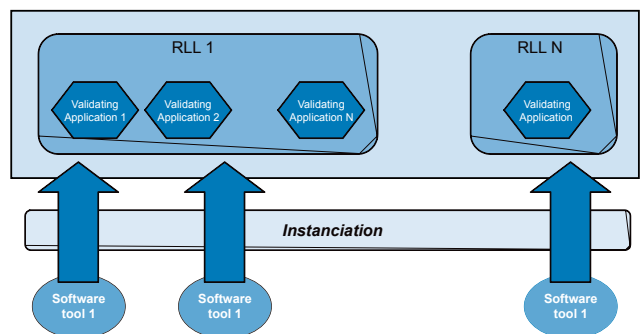 RLL 1
RLL N
Validating
Application 1
Validating
Application 2
Validating
Application N
Validating
Application
Instanciation
Software
tool 1
Software
tool 1
Software
tool 1